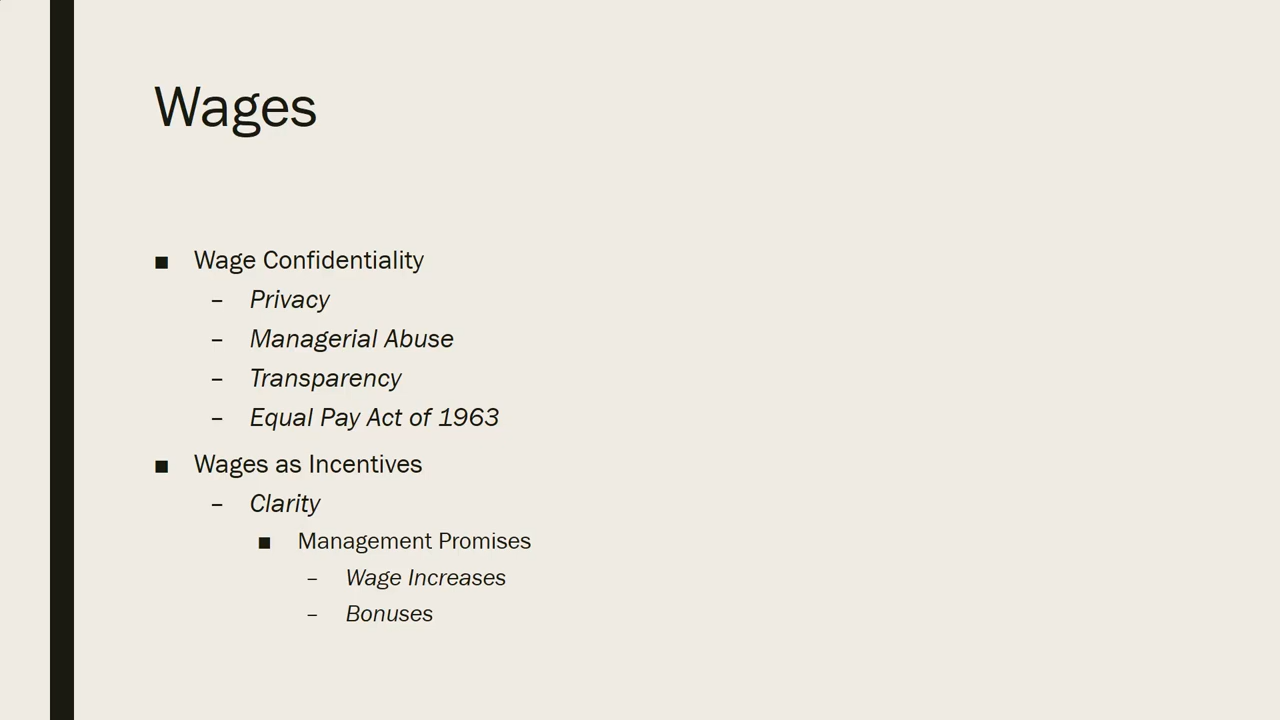 Wages
■ Wage Confidentiality
– Privacy
– Managerial Abuse
– Transparency
– Equal Pay Act of 1963
■ Wages as Incentives
– Clarity
■ Management Promises
– Wage Increases
– Bonuses